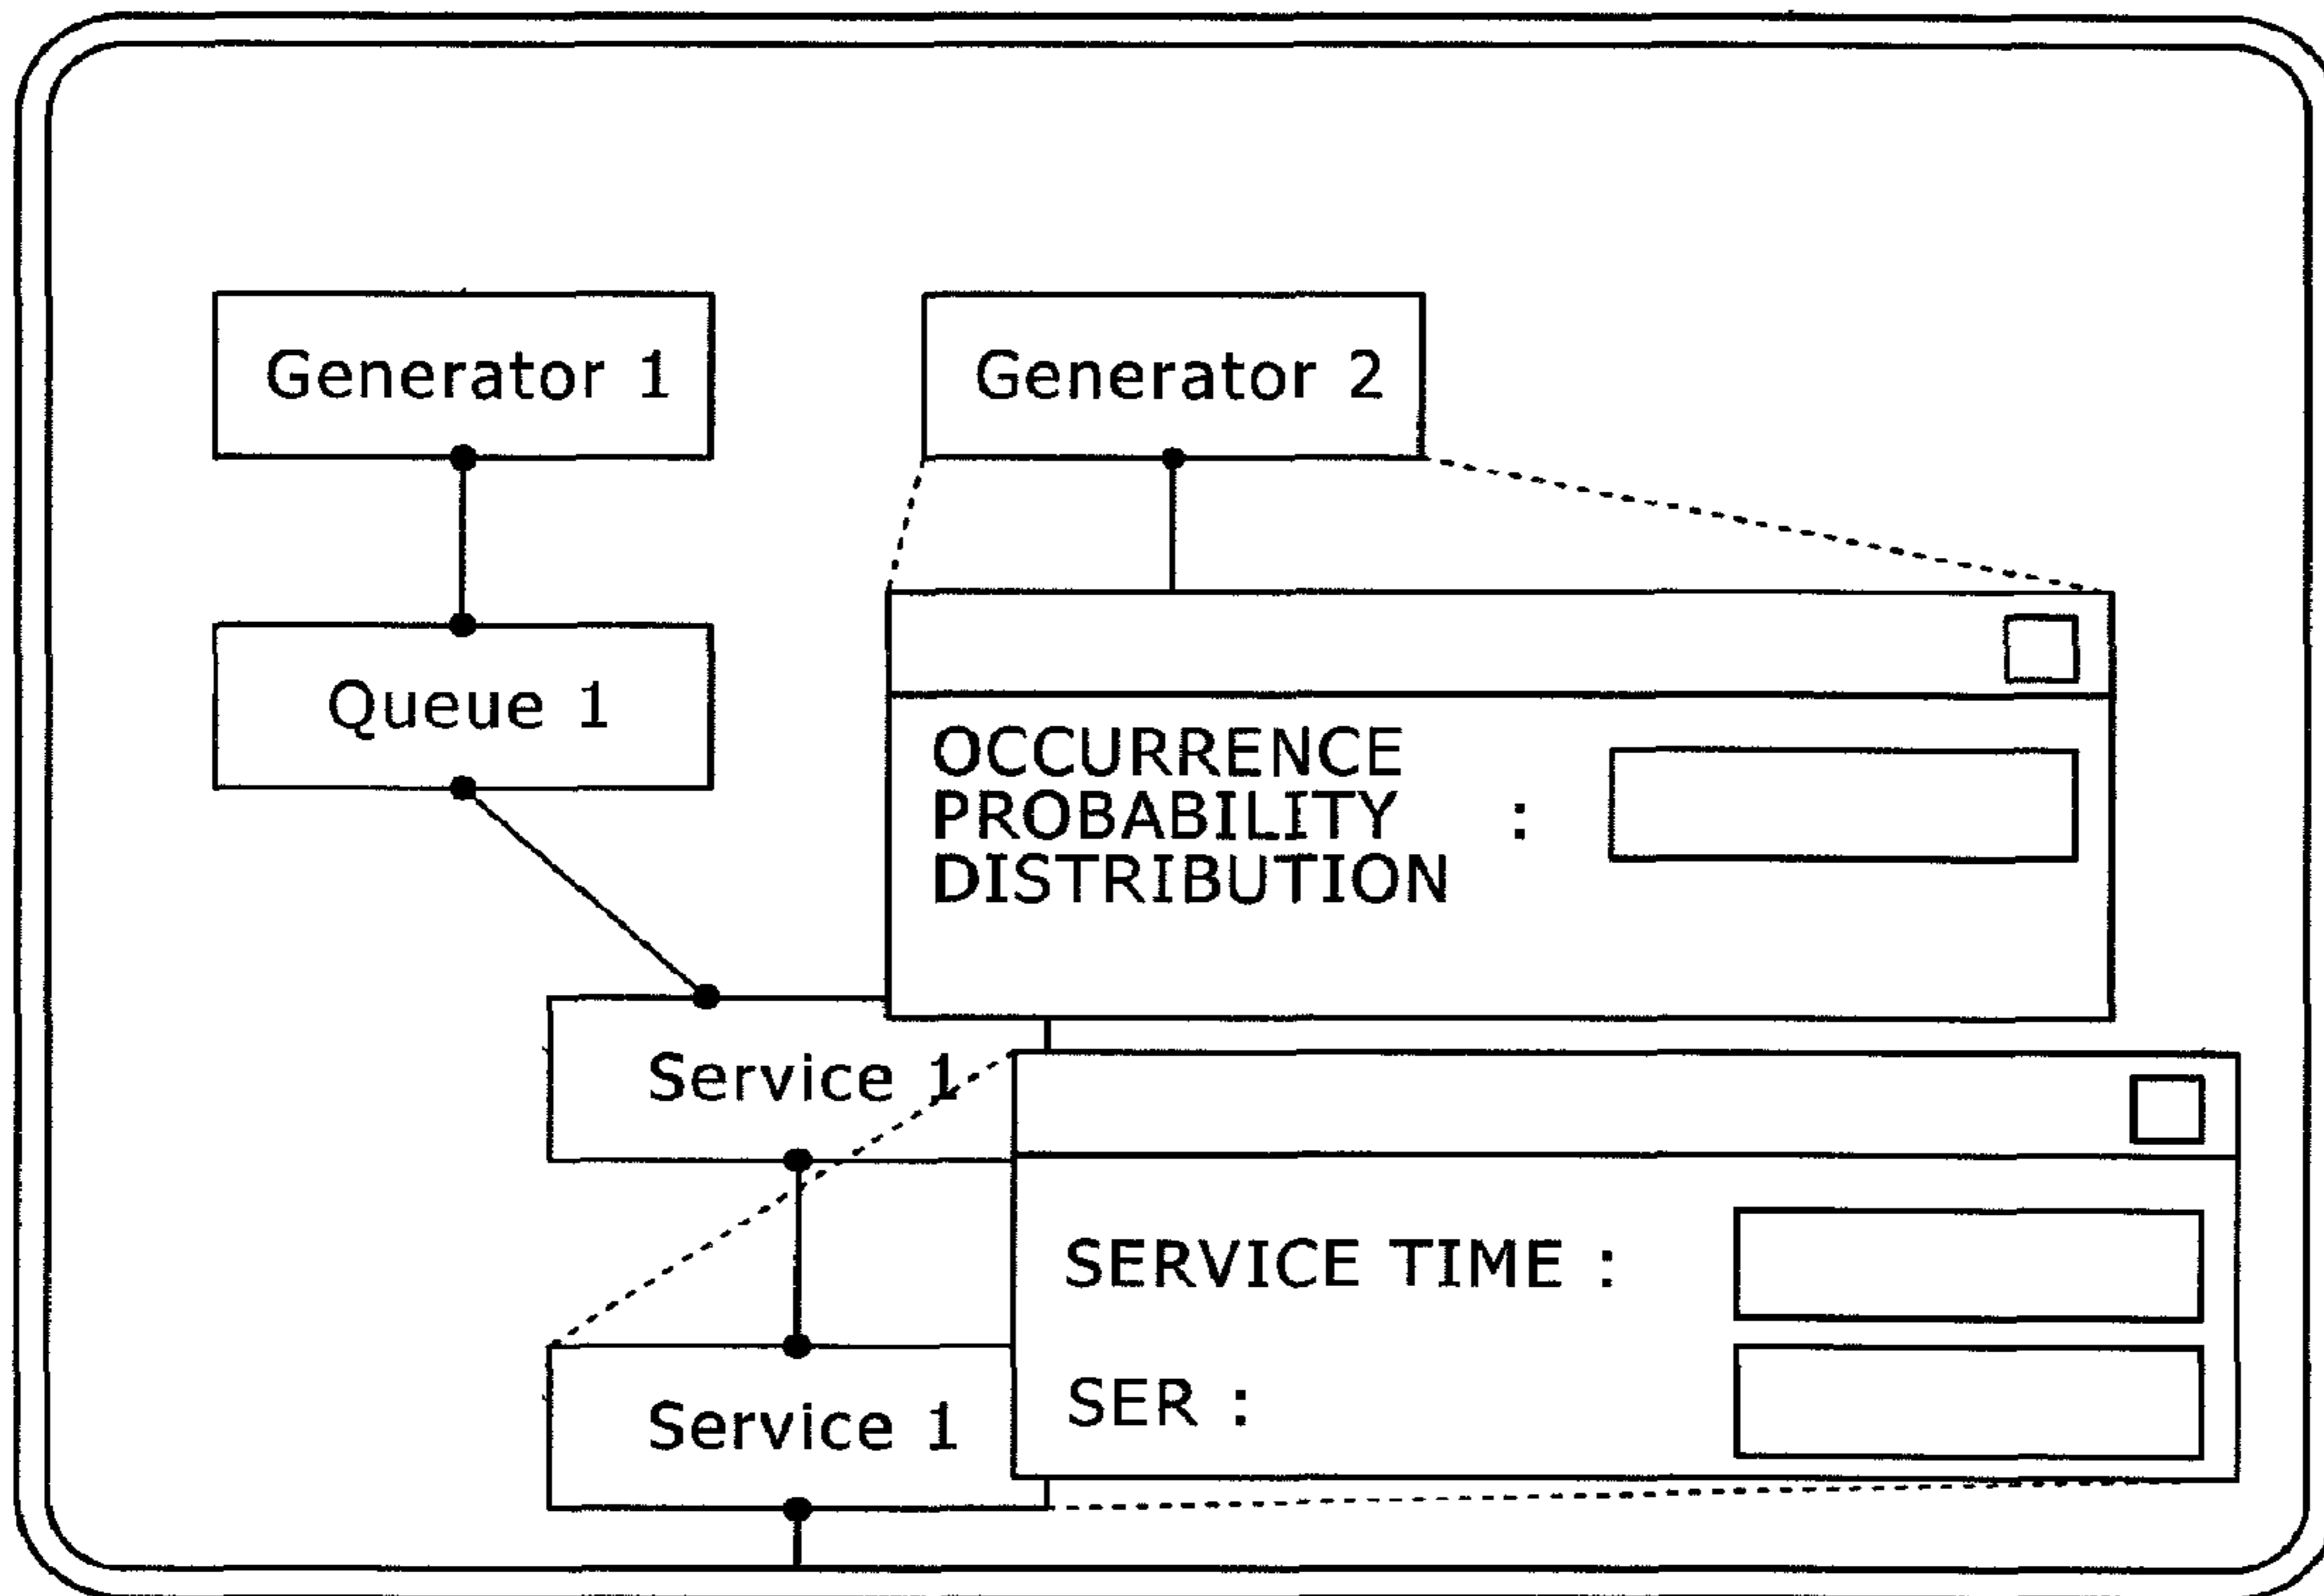 Generator 1
Generator 2
Queue 1
OCCURRENCE
PROBABILITY :
DISTRIBUTION
Service 1
SERVICE TIME :
SER :
Service 1